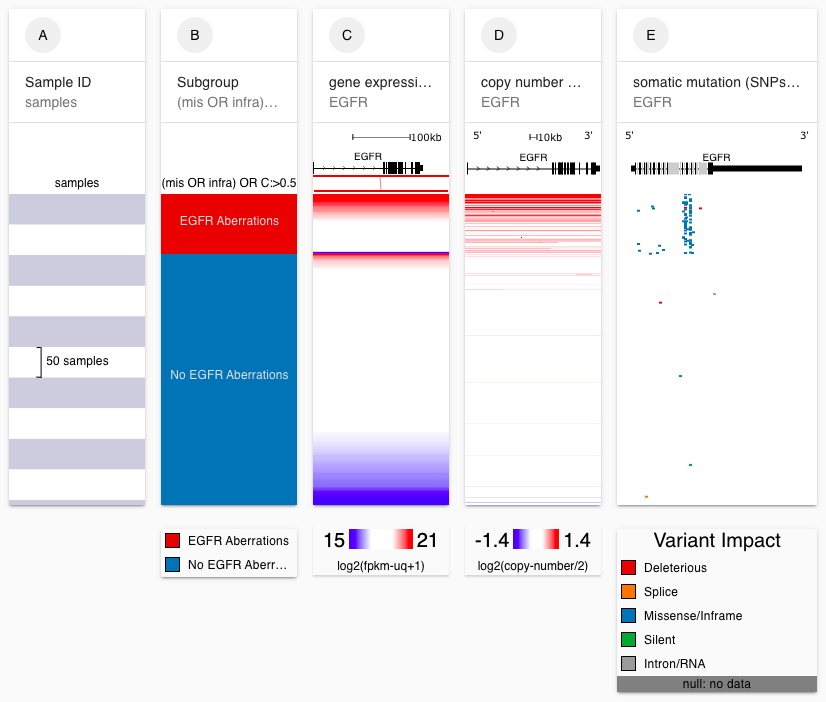 A
B
C
D
E
Sample ID
samples
Subgroup
(mis OR infra)…
gene expressi…
EGFR
copy number …
EGFR
somatic mutation (SNPs…
EGFR
100kb
5'
10kb
3'
5'
3'
EGFR
EGFR
EGFR
samples
(mis OR infra) OR C:>0.5
EGFR Aberrations
50 samples
No EGFR Aberrations
EGFR Aberrations
No EGFR Aberr…
15
21
log2(fpkm-uq+1)
-1.4
1.4
log2(copy-number/2)
Variant Impact
Deleterious
Splice
Missense/Inframe
Silent
Intron/RNA
null: no data